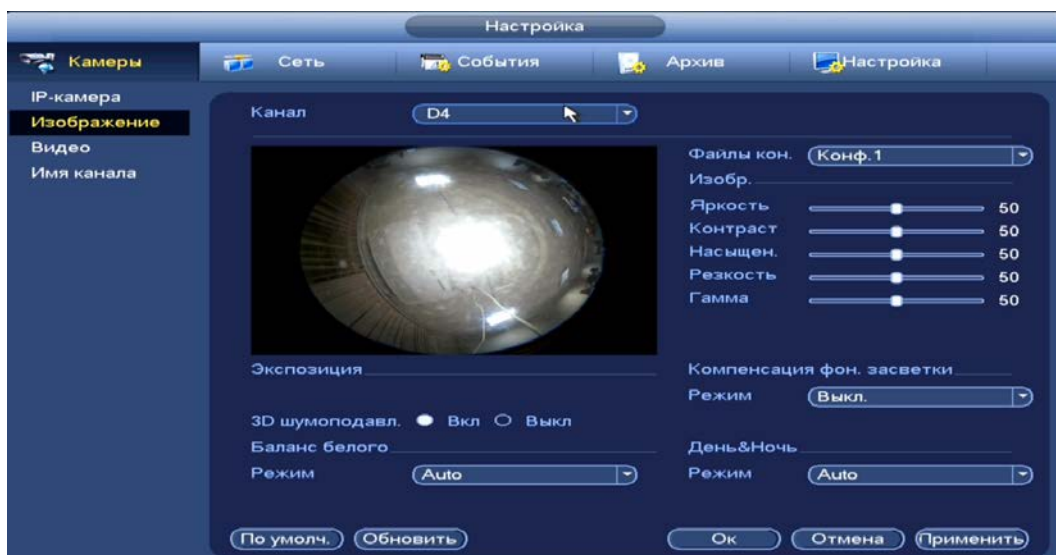 Настройка
Камеры Сеть События Архив Настройка
IP-камера
Изображение
Видео
Имя канала
Канал D4
Файлы кон. Конф.1
Изобр.
Яркость 50
Контраст 50
Насыщен. 50
Резкость 50
Гамма 50
Экспозиция
Компенсация фон. засветки
Режим Выкл.
3D шумоподавл. Вкл Выкл
Баланс белого
День&Ночь
Режим Auto
Режим Auto
По умолч. Обновить Ок Отмена Применить